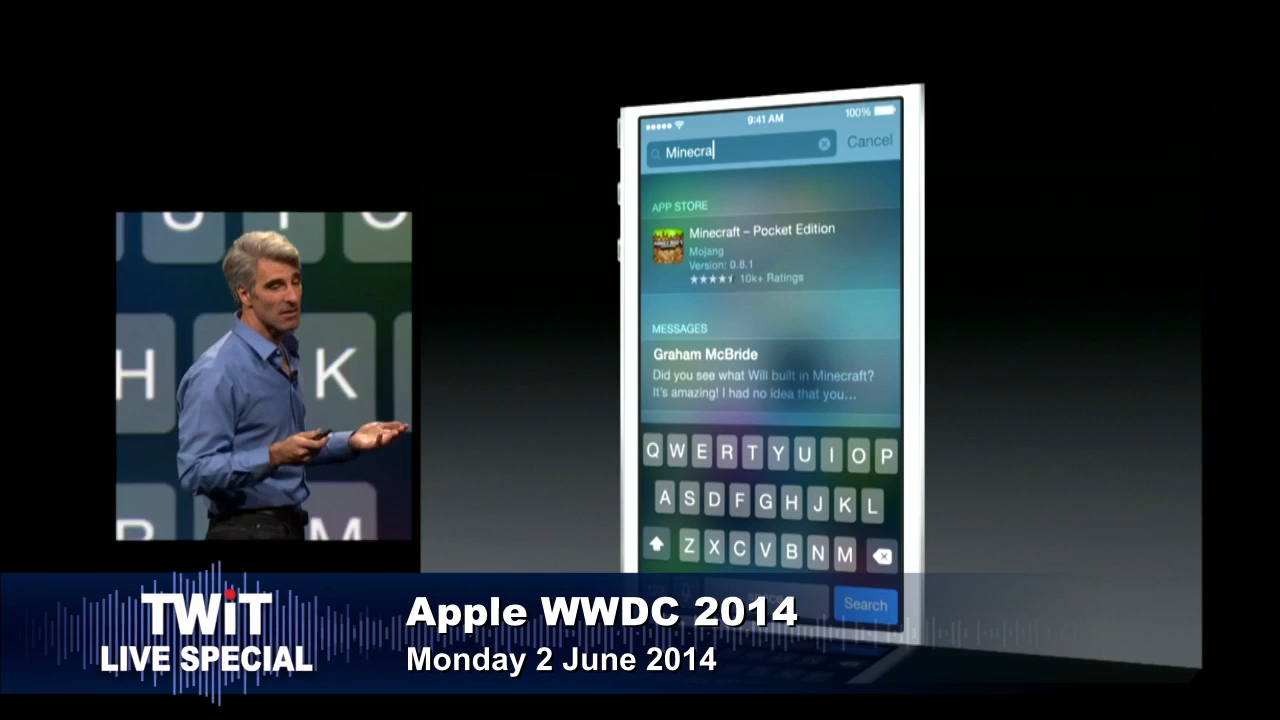 9:41 AM
100%
Minecra
Cancel
APP STORE
Minecraft – Pocket Edition
Mojang
Version: 0.8.1
10k+ Ratings
MESSAGES
Graham McBride
Did you see what Will built in Minecraft?
It's amazing! I had no idea that you…
Q W E R T Y U I O P
A S D F G H J K L
Z X C V B N M
space
Search
H K
M
TWiT
LIVE SPECIAL
Apple WWDC 2014
Monday 2 June 2014